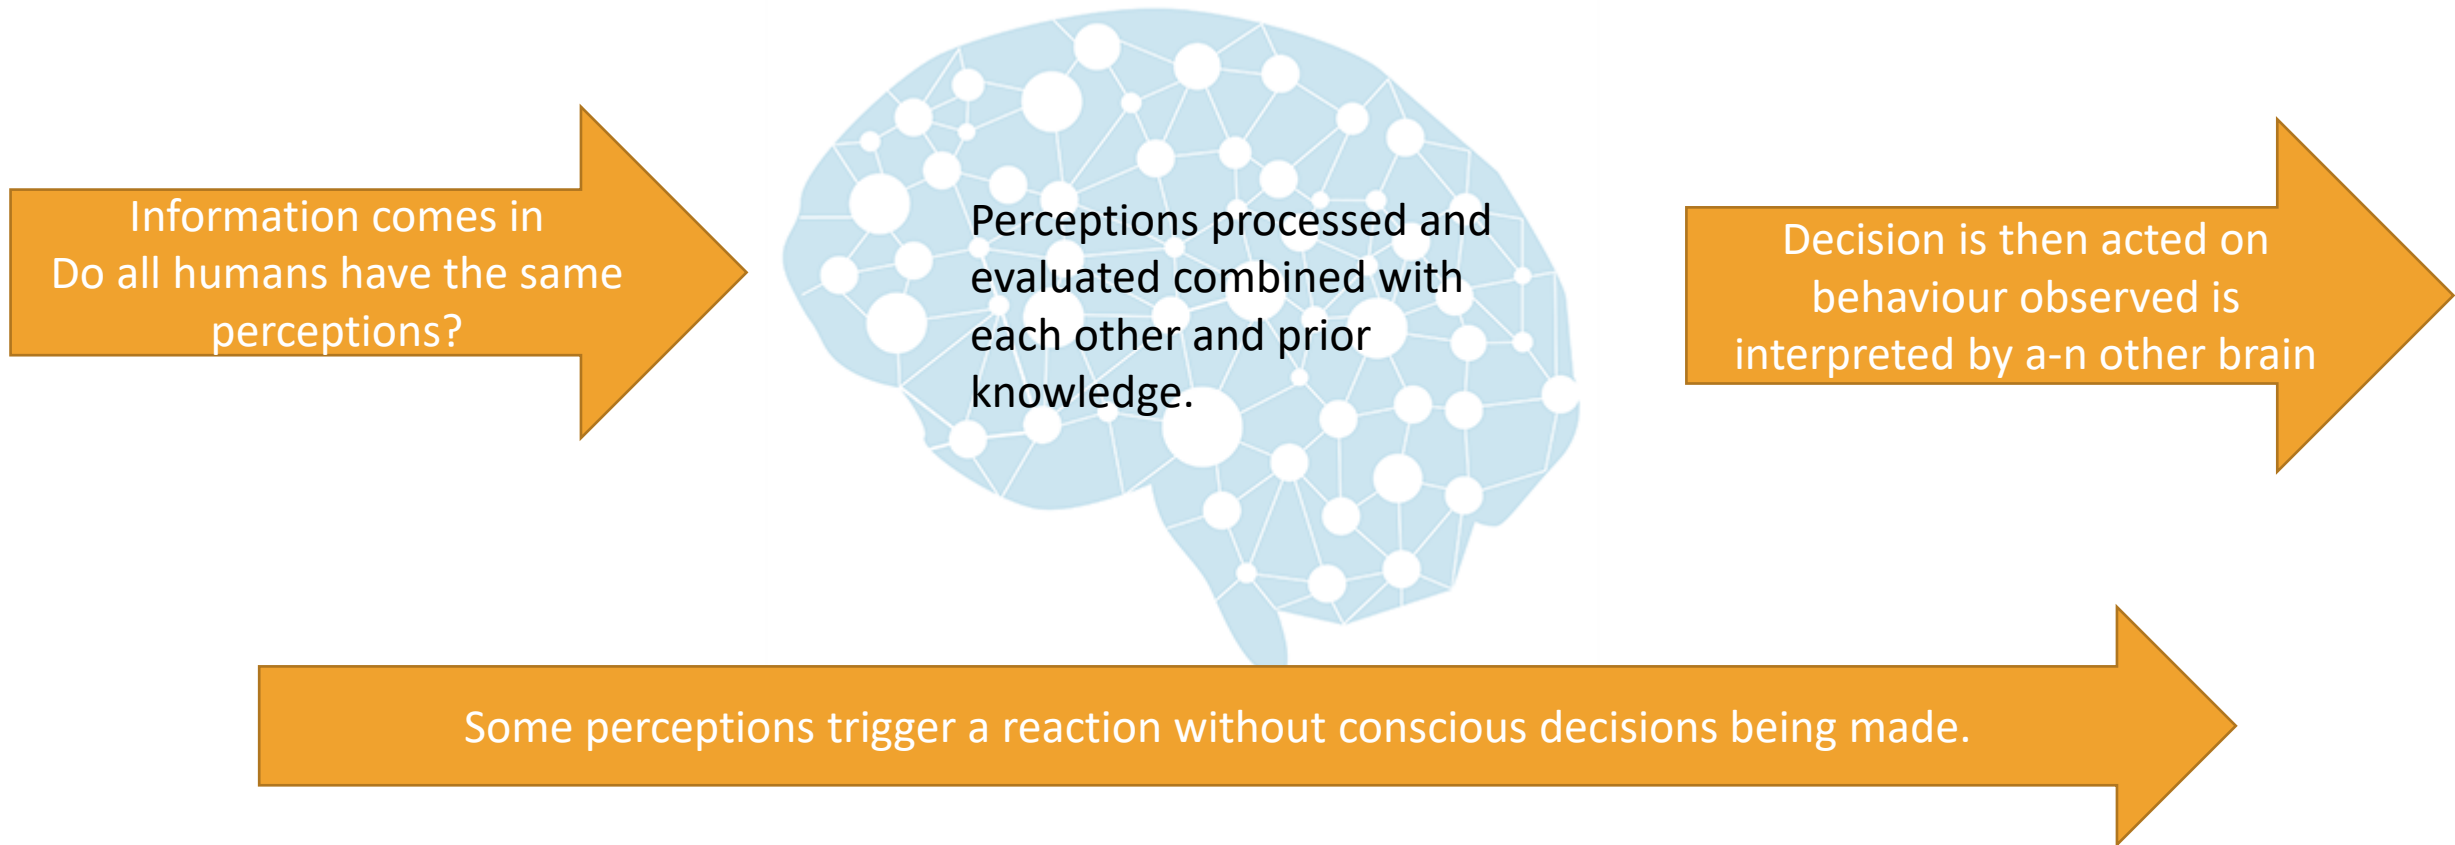 Information comes in
Do all humans have the same
perceptions?
Perceptions processed and
evaluated combined with
each other and prior
knowledge.
Decision is then acted on
behaviour observed is
interpreted by a-n other brain
Some perceptions trigger a reaction without conscious decisions being made.